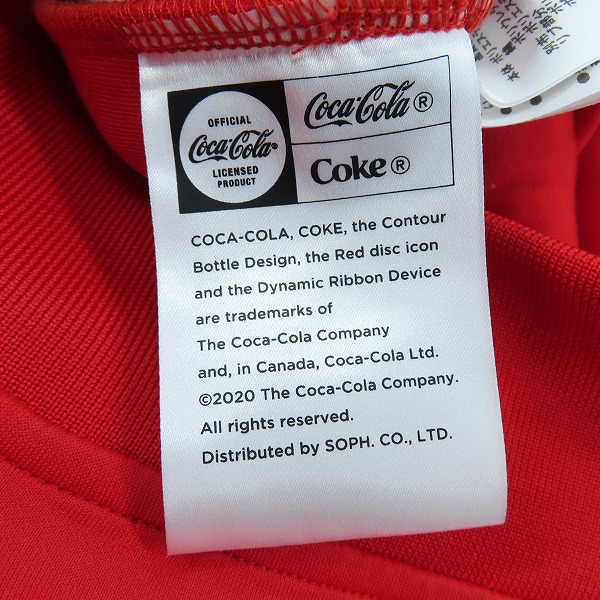 OFFICIAL
Coca-Cola®
LICENSED
PRODUCT
Coca-Cola®
Coke®
COCA-COLA, COKE, the Contour
Bottle Design, the Red disc icon
and the Dynamic Ribbon Device
are trademarks of
The Coca-Cola Company
and, in Canada, Coca-Cola Ltd.
©2020 The Coca-Cola Company.
All rights reserved.
Distributed by SOPH. CO., LTD.